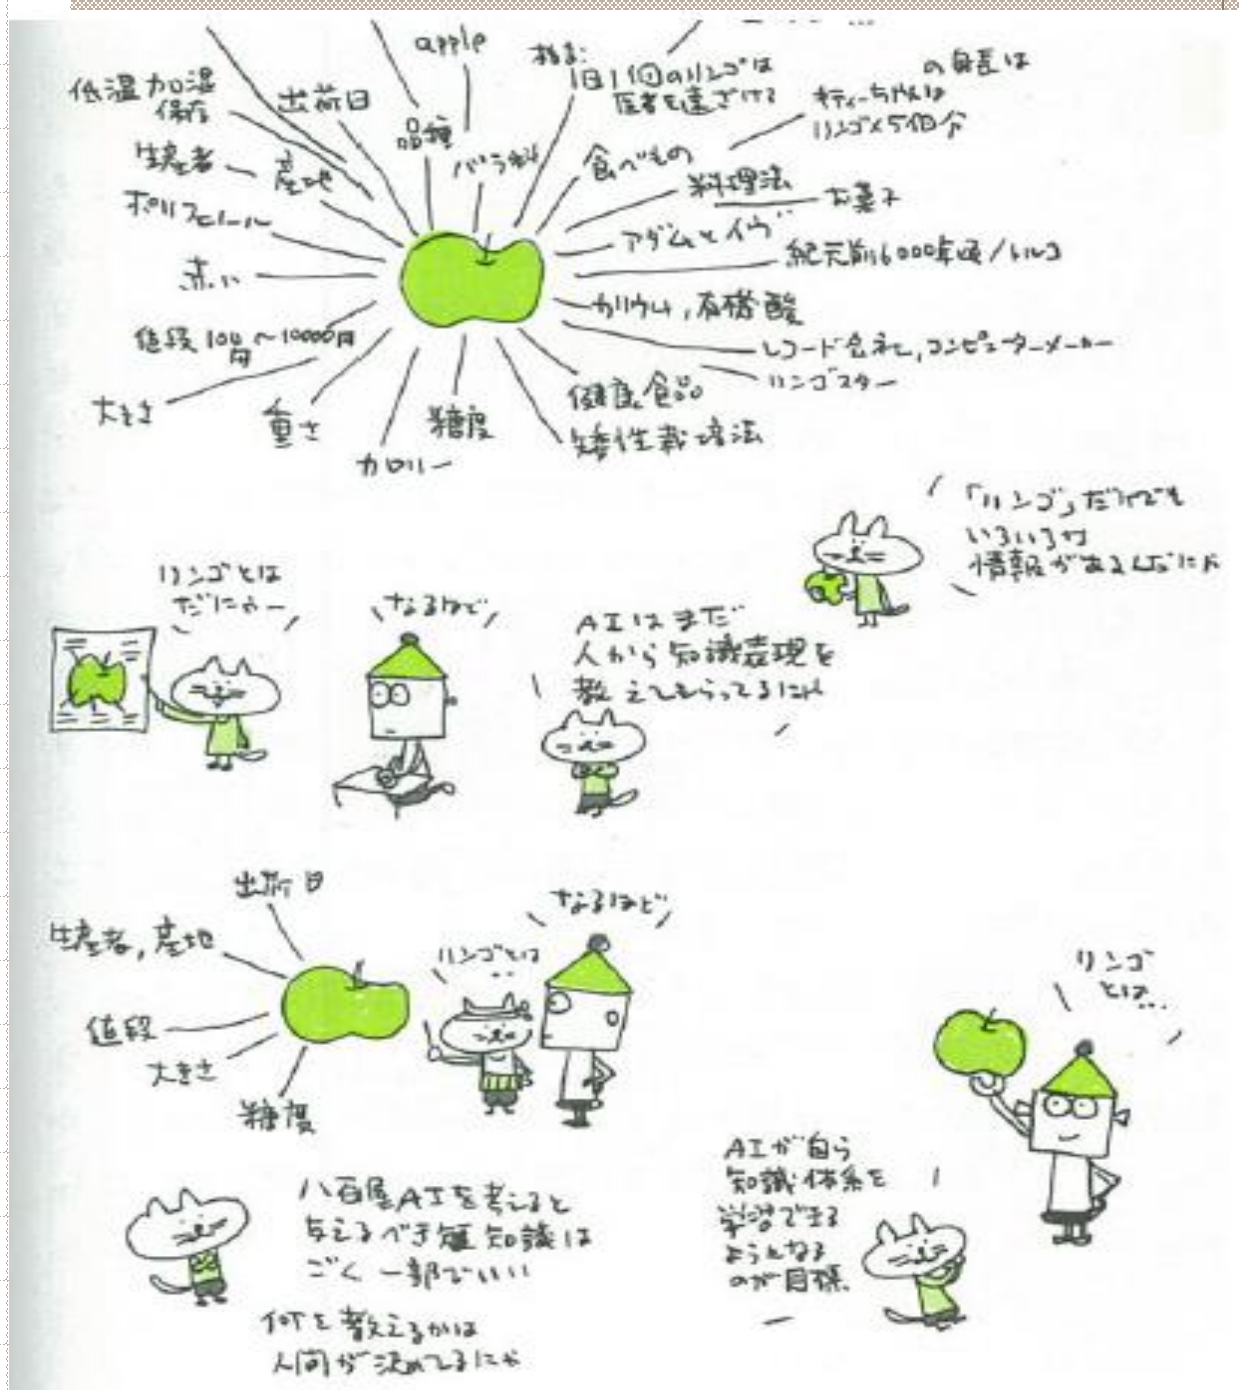 apple
低温加湿
保存
出荷日
品種
バラ科
1日1個のリンゴは
医者を遠ざける
の身長は
キティーちゃんは
リンゴ×5個分
生産者
産地
食べもの
料理法
お菓子
ポリフェノール
アダムとイヴ
紀元前6000年頃/トルコ
赤い
カリウム,有機酸
値段 100円〜10000円
レコード会社,コンピューターメーカー
リンゴスター
大きさ
重さ
糖度
カロリー
健康食品
矮性栽培法
「リンゴ」だけでも
いろいろな
情報があるんだにゃ
リンゴとは
だにゃー
なるほど
AIはまだ
人から知識表現を
教えてもらってるにゃ
出荷日
生産者,産地
値段
大きさ
糖度
リンゴとは
なるほど
リンゴ
とは...
八百屋AIを考えると
与えるべき 知識は
ごく一部でいい
何を教えるかは
人間が決めてるにゃ
AIが自ら
知識体系を
学習できる
ようになる
のが目標